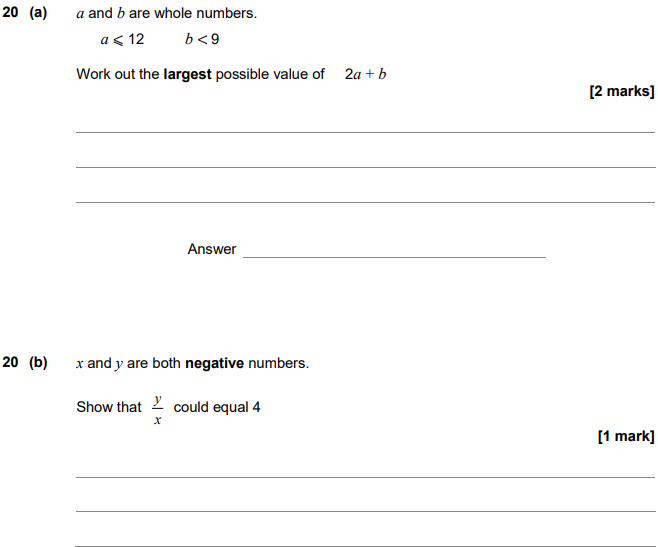 20 (a) a and b are whole numbers.
a ⩽ 12 b < 9
Work out the largest possible value of 2a + b
[2 marks]
Answer
20 (b) x and y are both negative numbers.
Show that y/x could equal 4
[1 mark]